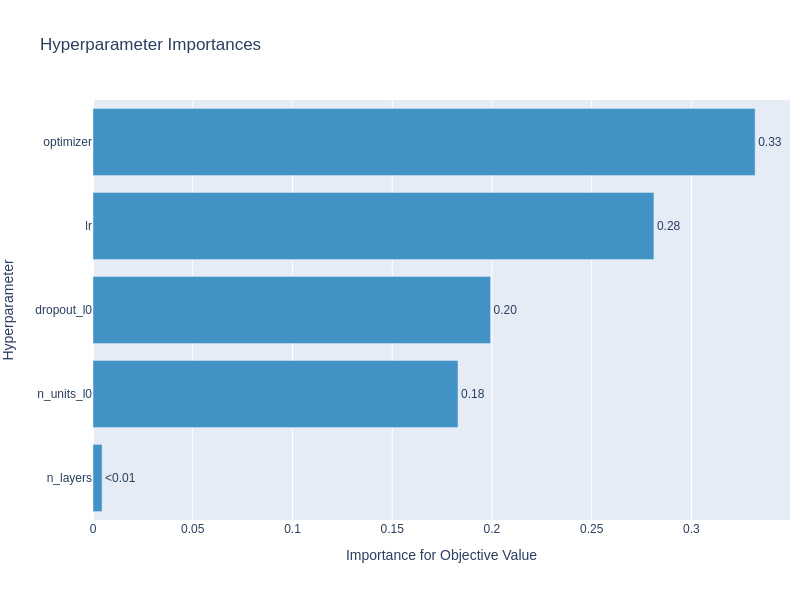 Hyperparameter Importances
Hyperparameter
optimizer
0.33
lr
0.28
dropout_l0
0.20
n_units_l0
0.18
n_layers
<0.01
0
0.05
0.1
0.15
0.2
0.25
0.3
Importance for Objective Value